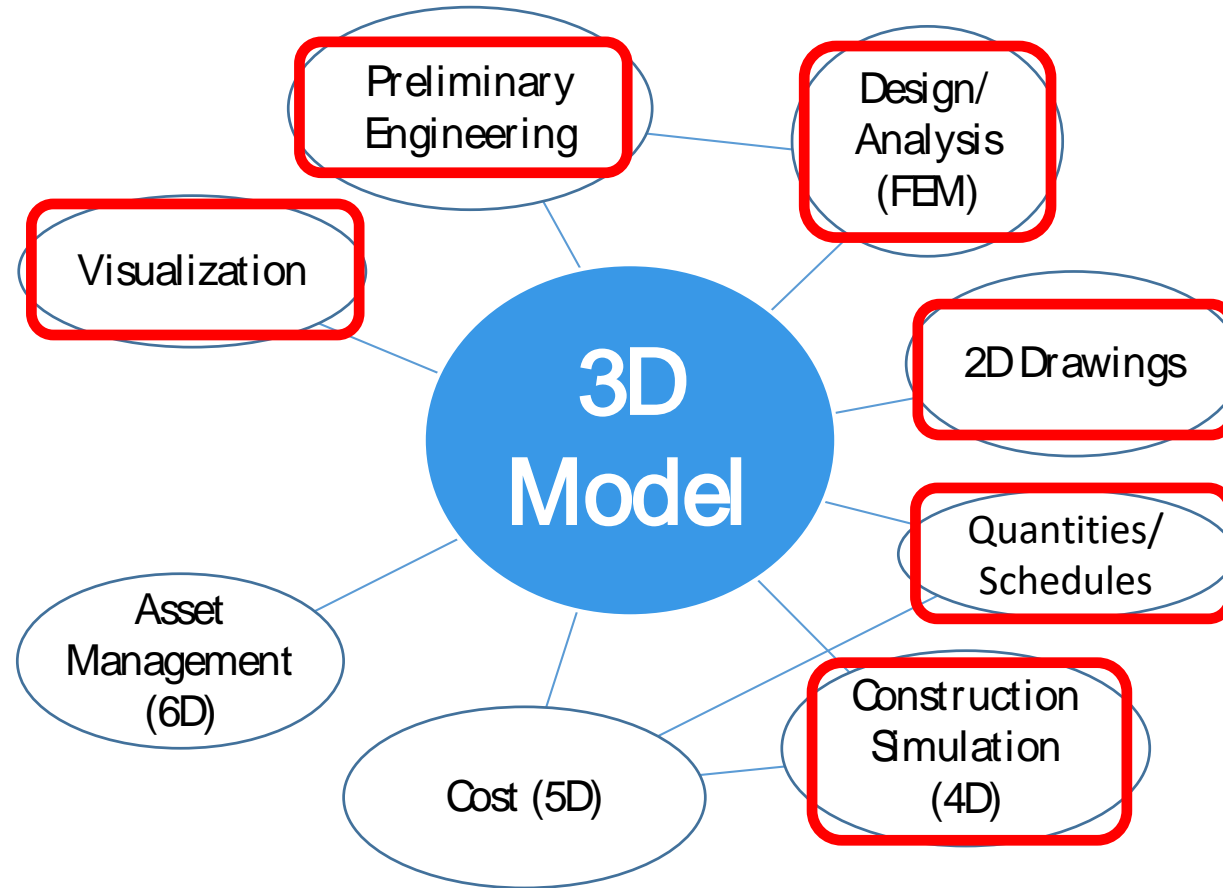 Preliminary
Engineering
Design/
Analysis
(FEM)
Visualization
2D Drawings
3D
Model
Quantities/
Schedules
Asset
Management
(6D)
Construction
Simulation
(4D)
Cost (5D)